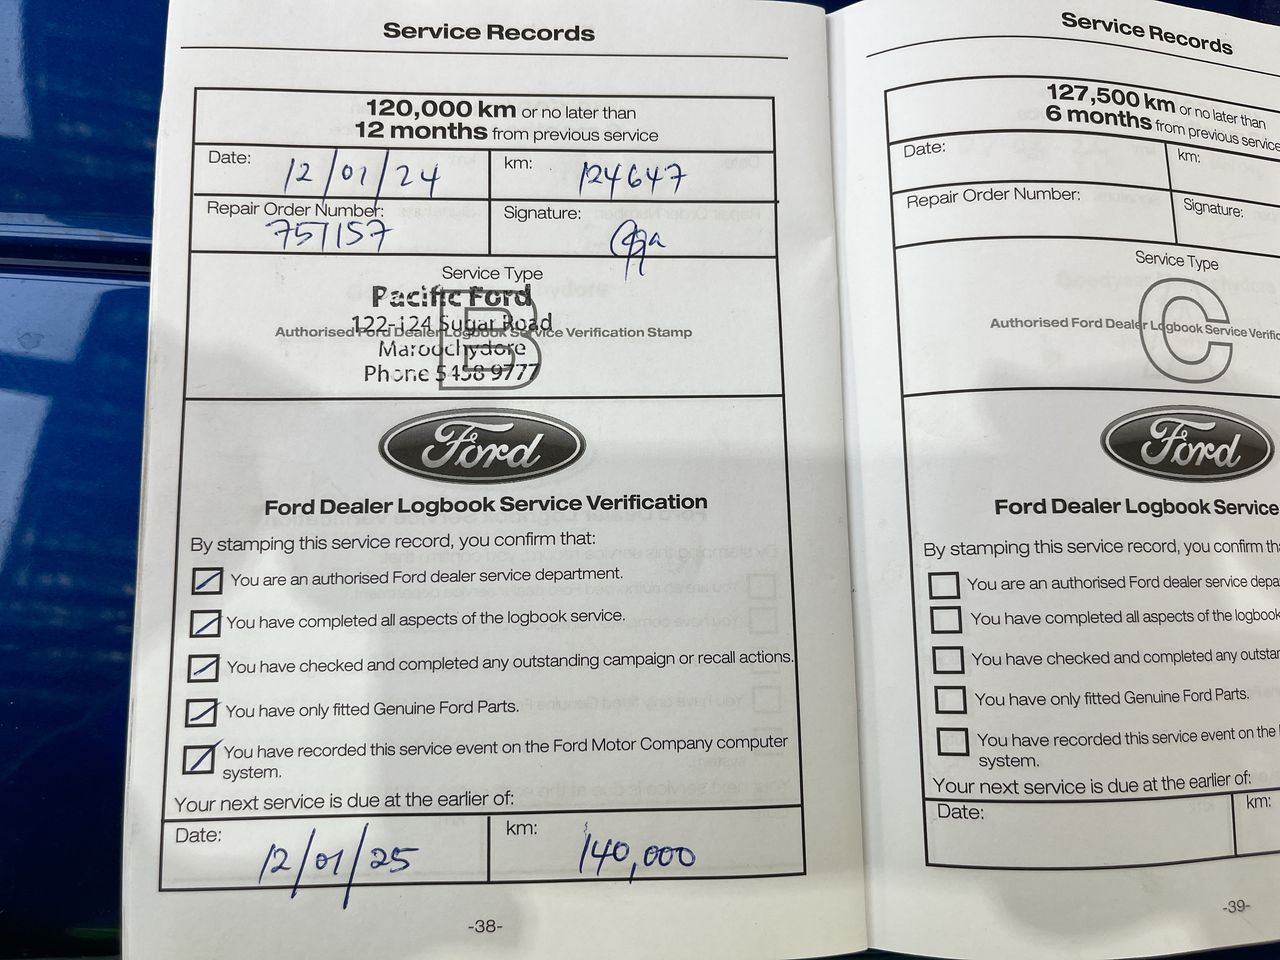 Service Records
120,000 km or no later than
12 months from previous service
Date: 12/01/24
km: 124647
Repair Order Number:
751157
Signature:
Service Type
B
Pacific Ford
122-124 Sugar Road
Authorised Ford Dealer Logbook Service Verification Stamp
Maroochydore
Phone 5458 9777
Ford
Ford Dealer Logbook Service Verification
By stamping this service record, you confirm that:
You are an authorised Ford dealer service department.
You have completed all aspects of the logbook service.
You have checked and completed any outstanding campaign or recall actions.
You have only fitted Genuine Ford Parts.
You have recorded this service event on the Ford Motor Company computer
system.
Your next service is due at the earlier of:
Date: 12/01/25
km: 140,000
-38-
Service Records
127,500 km or no later than
6 months from previous service
Date:
km:
Repair Order Number:
Signature:
Service Type
C
Authorised Ford Dealer Logbook Service Verific
Ford
Ford Dealer Logbook Service
By stamping this service record, you confirm th
You are an authorised Ford dealer service depa
You have completed all aspects of the logbook
You have checked and completed any outstan
You have only fitted Genuine Ford Parts.
You have recorded this service event on the
system.
Your next service is due at the earlier of:
Date:
km:
-39-